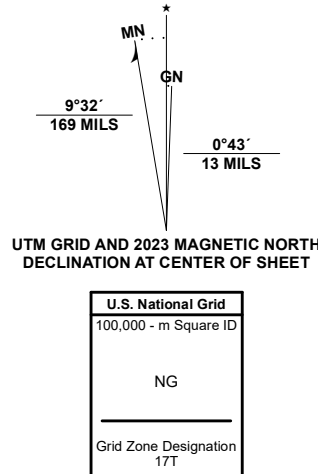 ★
MN
GN
9°32´
169 MILS
0°43´
13 MILS
UTM GRID AND 2023 MAGNETIC NORTH
DECLINATION AT CENTER OF SHEET
U.S. National Grid
100,000 - m Square ID
NG
Grid Zone Designation
17T